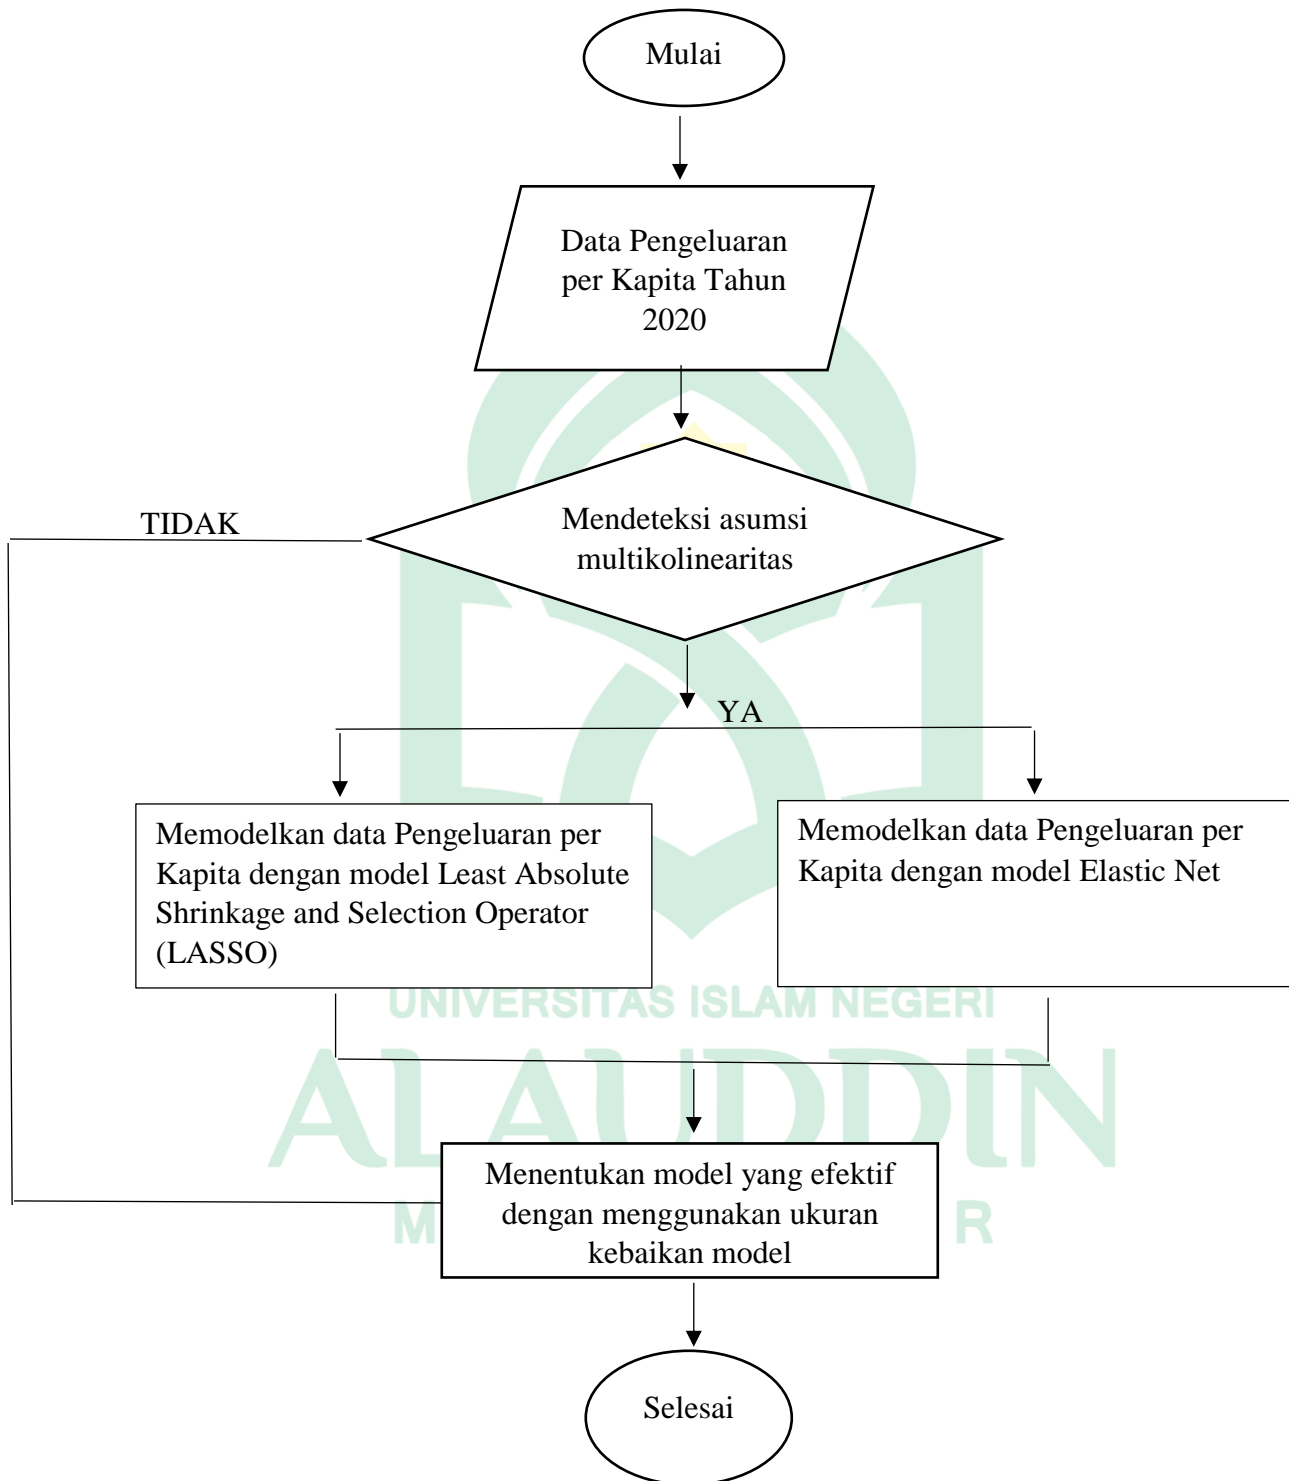 Mulai
Data Pengeluaran
per Kapita Tahun
2020
Mendeteksi asumsi
multikolinearitas
TIDAK
YA
Memodelkan data Pengeluaran per
Kapita dengan model Least Absolute
Shrinkage and Selection Operator
(LASSO)
Memodelkan data Pengeluaran per
Kapita dengan model Elastic Net
UNIVERSITAS ISLAM NEGERI
ALAUDDIN
Menentukan model yang efektif
dengan menggunakan ukuran
kebaikan model
Selesai